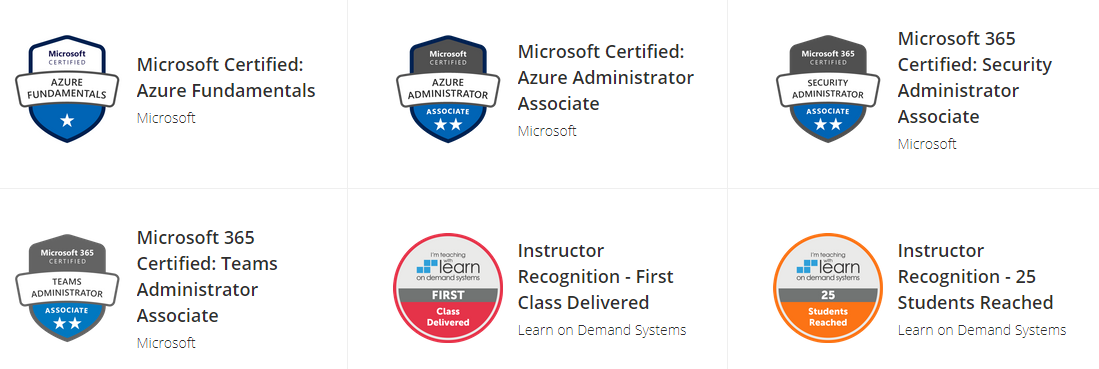 Microsoft
CERTIFIED
AZURE
FUNDAMENTALS
Microsoft Certified:
Azure Fundamentals
Microsoft
Microsoft
CERTIFIED
AZURE
ADMINISTRATOR
ASSOCIATE
Microsoft Certified:
Azure Administrator
Associate
Microsoft
Microsoft 365
CERTIFIED
SECURITY
ADMINISTRATOR
ASSOCIATE
Microsoft 365
Certified: Security
Administrator
Associate
Microsoft
Microsoft 365
CERTIFIED
TEAMS
ADMINISTRATOR
ASSOCIATE
Microsoft 365
Certified: Teams
Administrator
Associate
Microsoft
I'm teaching
with
learn
on demand systems
FIRST
Class
Delivered
Instructor
Recognition - First
Class Delivered
Learn on Demand Systems
I'm teaching
with
learn
on demand systems
25
Students
Reached
Instructor
Recognition - 25
Students Reached
Learn on Demand Systems